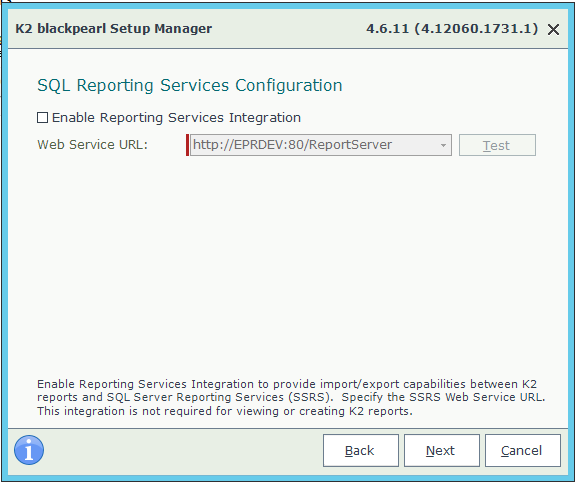 K2 blackpearl Setup Manager 4.6.11 (4.12060.1731.1)
SQL Reporting Services Configuration
Enable Reporting Services Integration
Web Service URL: http://EPRDEV:80/ReportServer Test
Enable Reporting Services Integration to provide import/export capabilities between K2
reports and SQL Server Reporting Services (SSRS).  Specify the SSRS Web Service URL.
This integration is not required for viewing or creating K2 reports.
Back Next Cancel